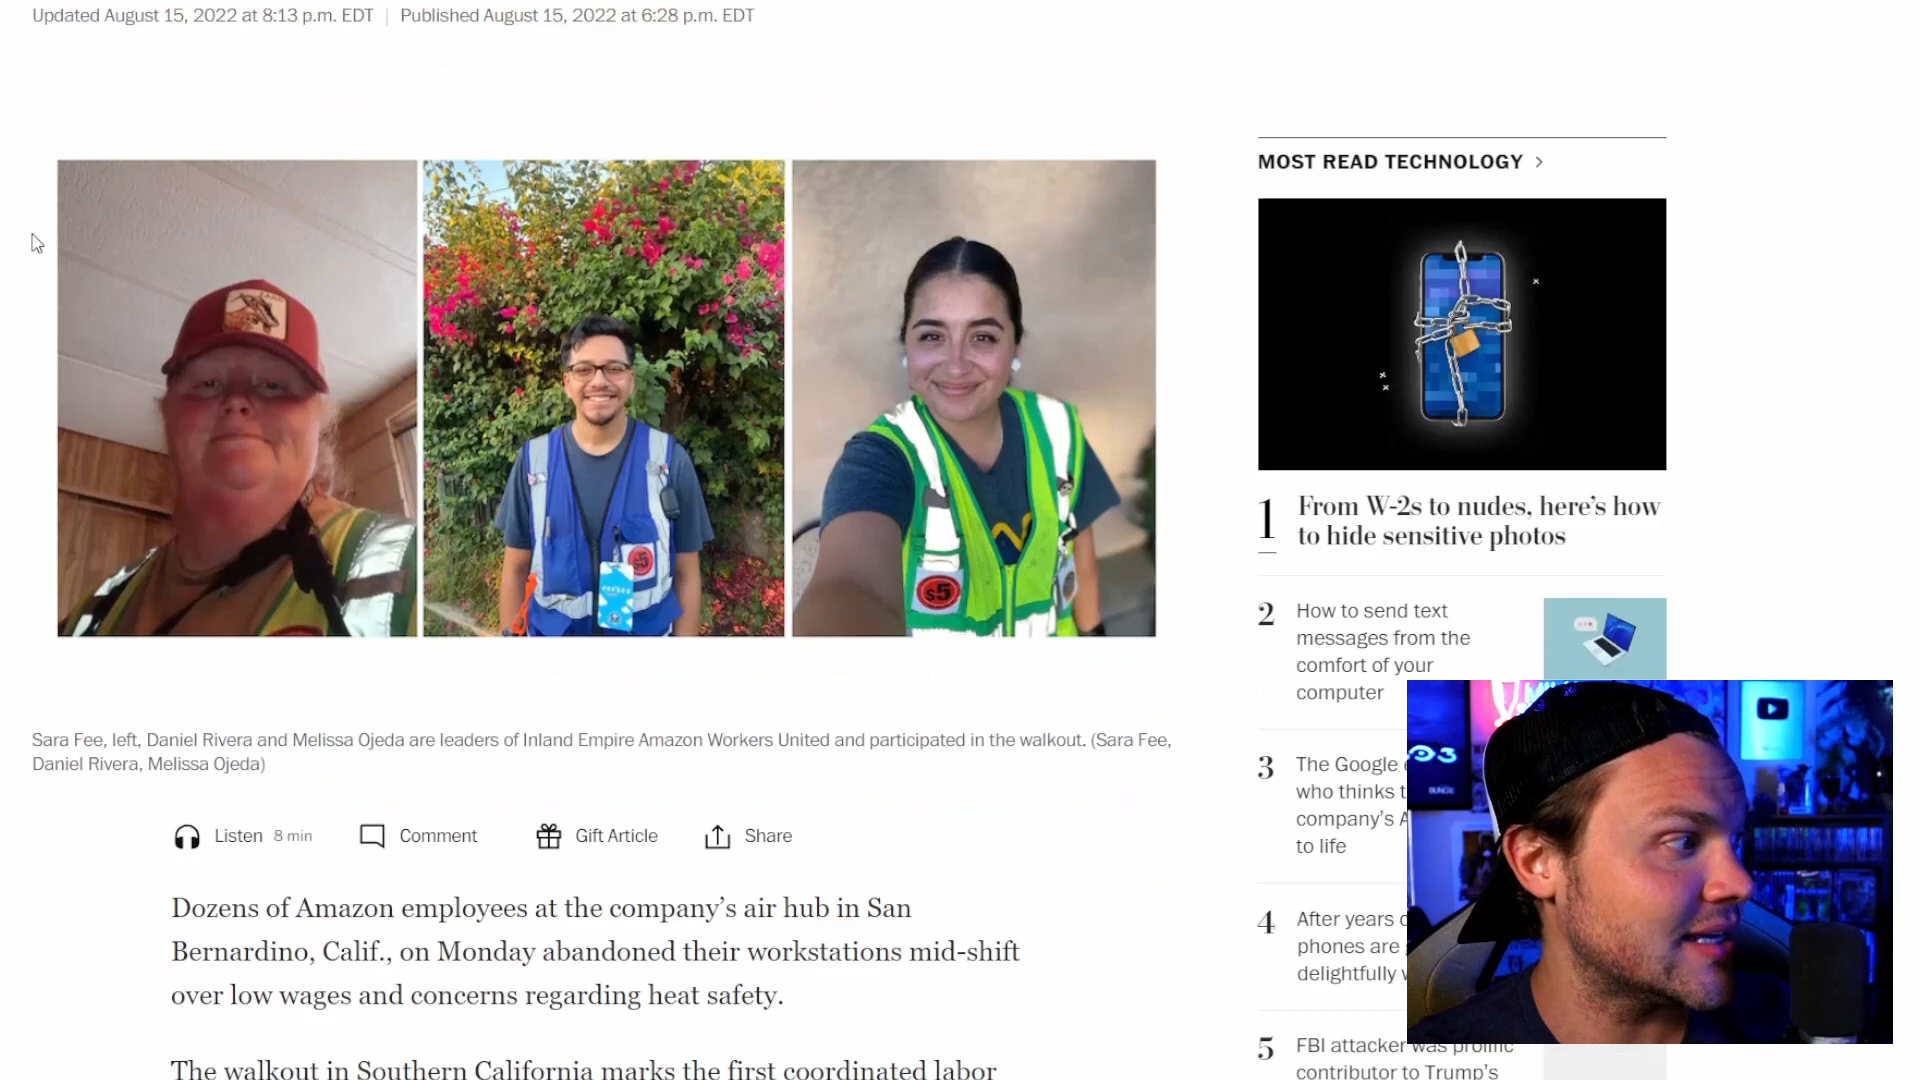 Updated August 15, 2022 at 8:13 p.m. EDT | Published August 15, 2022 at 6:28 p.m. EDT
$5
$5
Sara Fee, left, Daniel Rivera and Melissa Ojeda are leaders of Inland Empire Amazon Workers United and participated in the walkout. (Sara Fee,
Daniel Rivera, Melissa Ojeda)
Listen 8 min
Comment
Gift Article
Share
Dozens of Amazon employees at the company’s air hub in San
Bernardino, Calif., on Monday abandoned their workstations mid-shift
over low wages and concerns regarding heat safety.
The walkout in Southern California marks the first coordinated labor
MOST READ TECHNOLOGY >
1
From W-2s to nudes, here’s how
to hide sensitive photos
2
How to send text
messages from the
comfort of your
computer
3
The Google
who thinks
company’s
to life
4
After years
phones are
delightfully
5
FBI attacker was prolific
contributor to Trump’s
BUNGIE